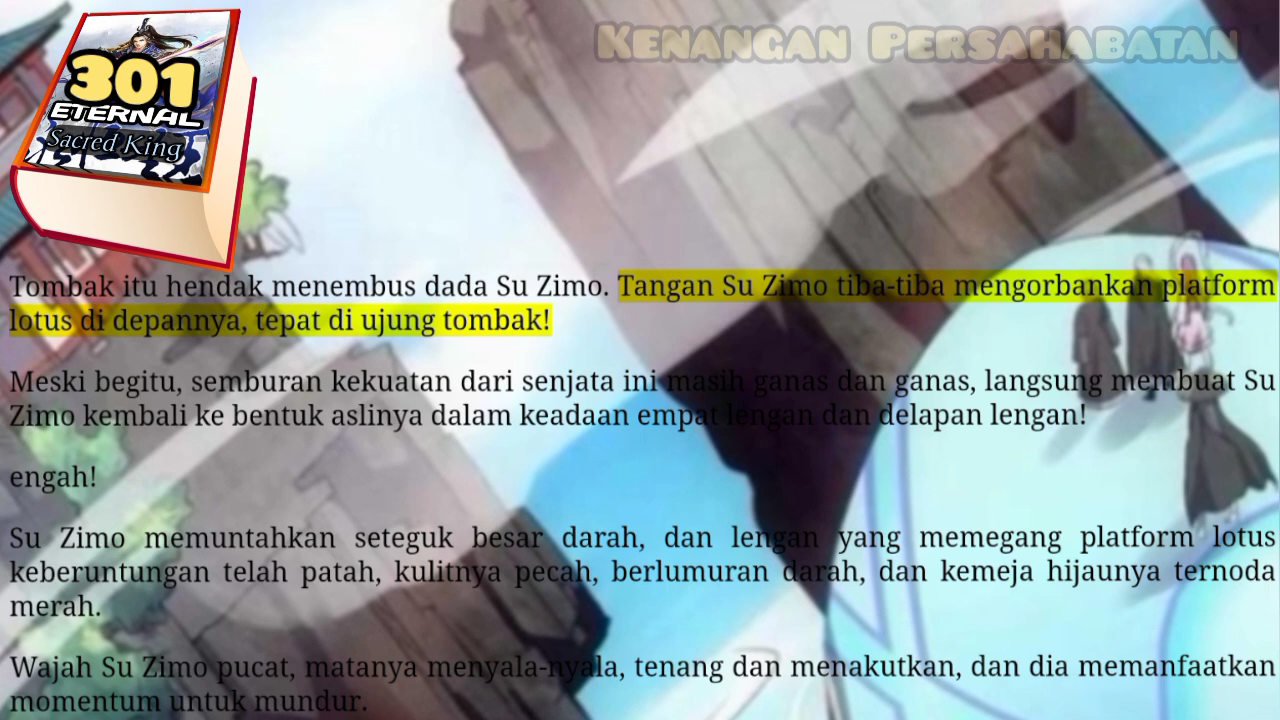 Kenangan Persahabatan
301
ETERNAL
Sacred King
Tombak itu hendak menembus dada Su Zimo. Tangan Su Zimo tiba-tiba mengorbankan platform
lotus di depannya, tepat di ujung tombak!
Meski begitu, semburan kekuatan dari senjata ini masih ganas dan ganas, langsung membuat Su
Zimo kembali ke bentuk aslinya dalam keadaan empat lengan dan delapan lengan!
engah!
Su Zimo memuntahkan seteguk besar darah, dan lengan yang memegang platform lotus
keberuntungan telah patah, kulitnya pecah, berlumuran darah, dan kemeja hijaunya ternoda
merah.
Wajah Su Zimo pucat, matanya menyala-nyala, tenang dan menakutkan, dan dia memanfaatkan
momentum untuk mundur.